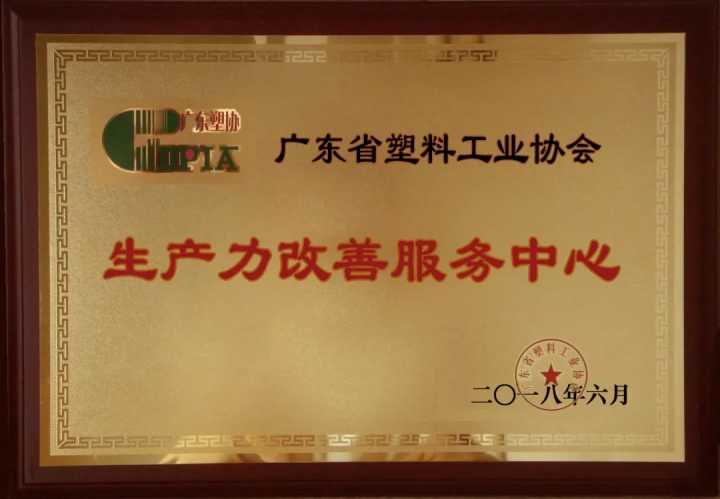 广东塑协
GDPIA
广东省塑料工业协会
生产力改善服务中心
广东省塑料工业协会
二〇一八年六月